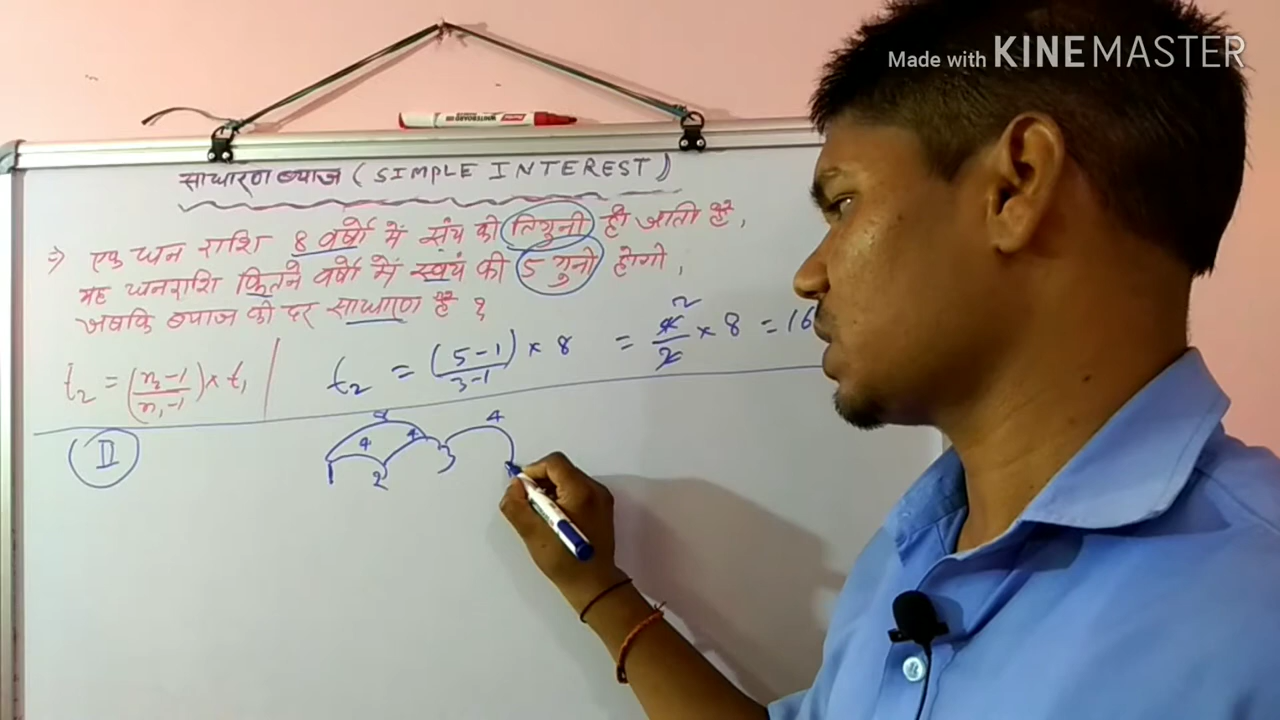 Made with KINEMASTER
साधारण ब्याज (SIMPLE INTEREST)
⇒ एक धन राशि 8 वर्षो में संय की तिगुनी हो जाती है,
यह धनराशि कितने वर्षो में स्वयं की 5 गुनी होगी,
जबकि ब्याज की दर साधारण है ?
t₂ = (n₂-1)/(n₁-1) × t₁
t₂ = (5-1)/(3-1) × 8 = 4/2 2 × 8 = 16
II
8
4 4 4
1 2 3